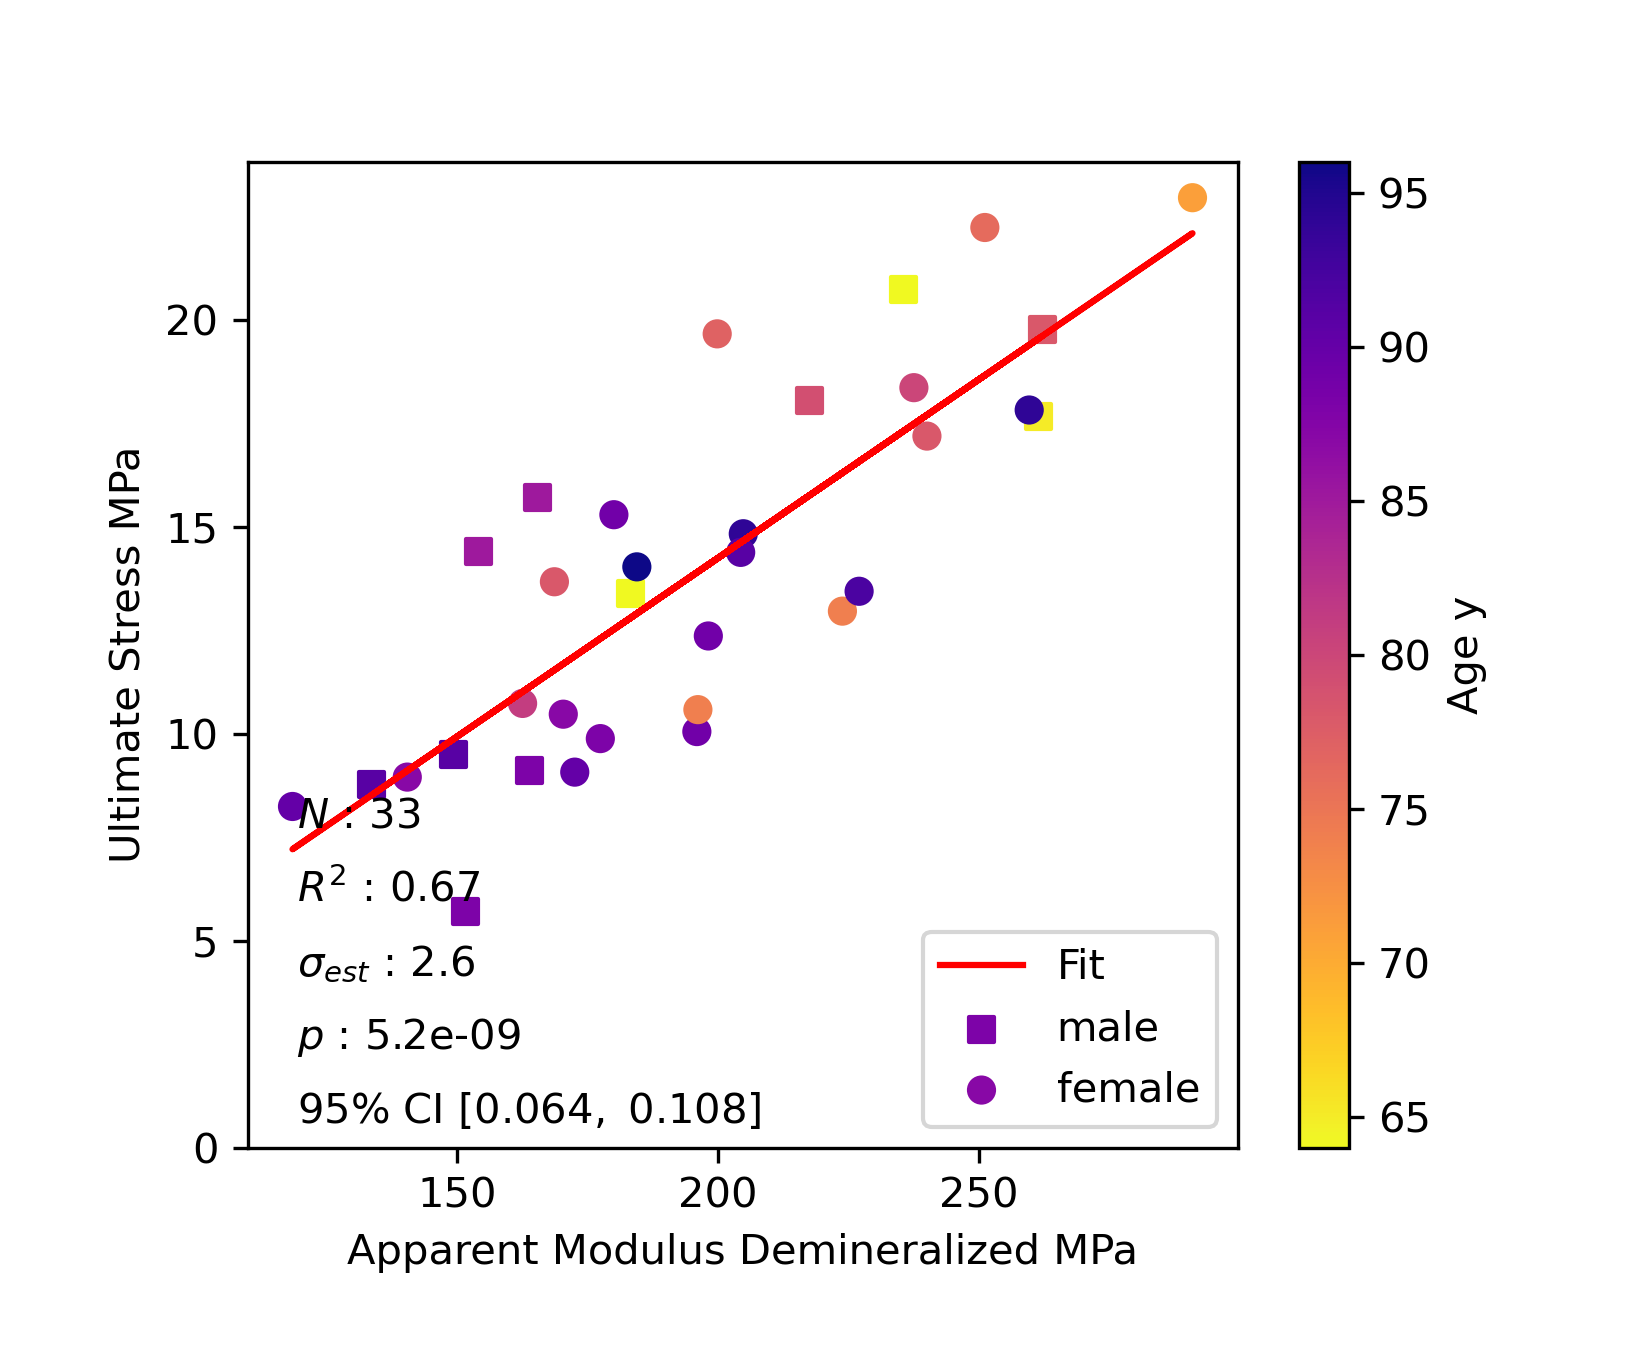 20
15
10
5
0
Ultimate Stress MPa
N : 33
R² : 0.67
σest : 2.6
p : 5.2e-09
95% CI [0.064, 0.108]
Fit
male
female
150 200 250
Apparent Modulus Demineralized MPa
95
90
85
80
75
70
65
Age y